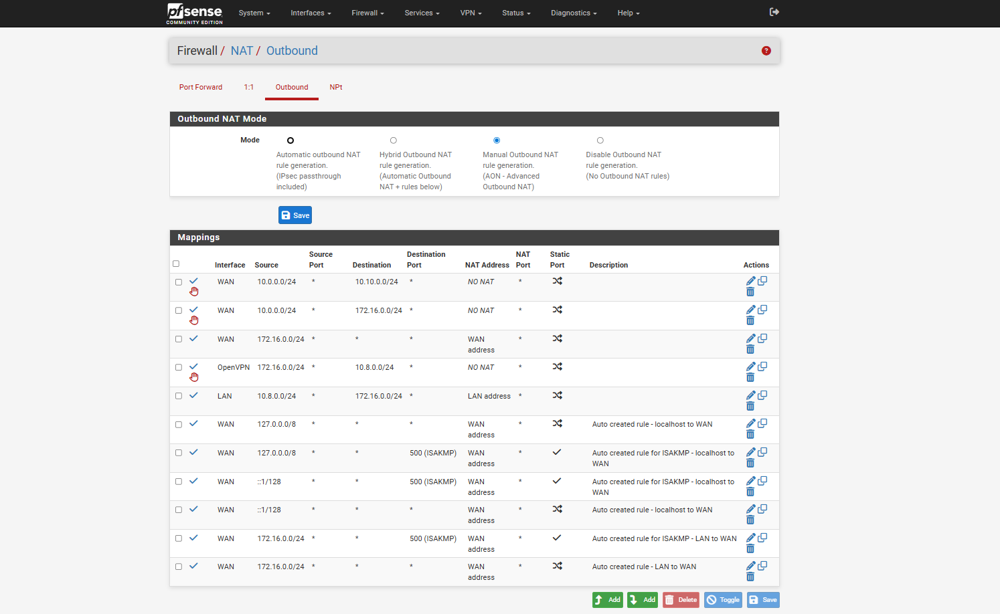 pfsense
COMMUNITY EDITION
System
Interfaces
Firewall
Services
VPN
Status
Diagnostics
Help
Firewall / NAT / Outbound
?
Port Forward
1:1
Outbound
NPt
Outbound NAT Mode
Mode
Automatic outbound NAT
rule generation.
(IPsec passthrough
included)
Hybrid Outbound NAT
rule generation.
(Automatic Outbound
NAT + rules below)
Manual Outbound NAT
rule generation.
(AON - Advanced
Outbound NAT)
Disable Outbound NAT
rule generation.
(No Outbound NAT rules)
Save
Mappings
Interface Source Source Port Destination Destination Port NAT Address NAT Port Static Port Description Actions
WAN 10.0.0.0/24 * 10.10.0.0/24 * NO NAT *
WAN 10.0.0.0/24 * 172.16.0.0/24 * NO NAT *
WAN 172.16.0.0/24 * * * WAN address *
OpenVPN 172.16.0.0/24 * 10.8.0.0/24 * NO NAT *
LAN 10.8.0.0/24 * 172.16.0.0/24 * LAN address *
WAN 127.0.0.0/8 * * * WAN address * Auto created rule - localhost to WAN
WAN 127.0.0.0/8 * * 500 (ISAKMP) WAN address * Auto created rule for ISAKMP - localhost to WAN
WAN ::1/128 * * 500 (ISAKMP) WAN address * Auto created rule for ISAKMP - localhost to WAN
WAN ::1/128 * * * WAN address * Auto created rule - localhost to WAN
WAN 172.16.0.0/24 * * 500 (ISAKMP) WAN address * Auto created rule for ISAKMP - LAN to WAN
WAN 172.16.0.0/24 * * * WAN address * Auto created rule - LAN to WAN
Add
Add
Delete
Toggle
Save